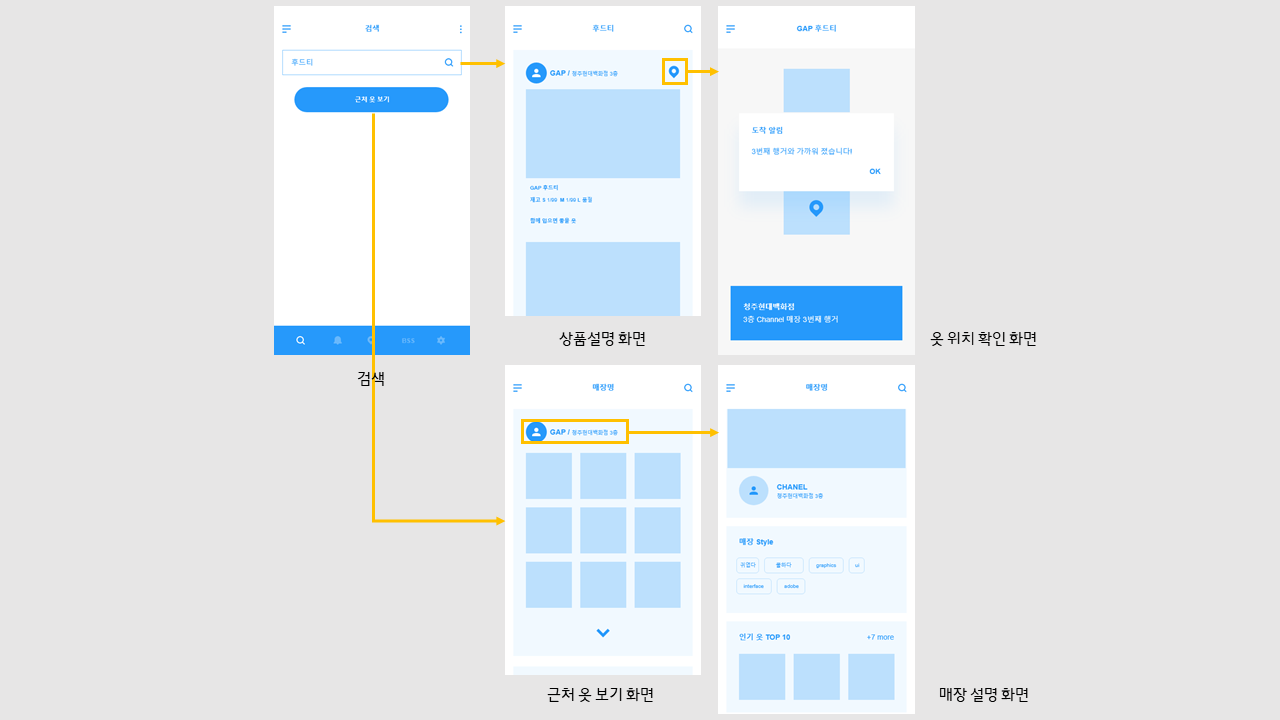 검색
후드티
근처 옷 보기
DSS
검색
후드티
GAP / 청주현대백화점 3층
GAP 후드티
재고 S 1/00 M 1/00 L 품절
함께 입으면 좋을 옷
상품설명 화면
GAP 후드티
도착 알림
3번째 행거와 가까워 졌습니다!
OK
청주현대백화점
3층 Channel 매장 3번째 행거
옷 위치 확인 화면
매장명
GAP / 청주현대백화점 3층
근처 옷 보기 화면
매장명
CHANEL
청주현대백화점 3층
매장 Style
귀엽다
쿨하다
graphics
ui
interface
adobe
인기 옷 TOP 10
+7 more
매장 설명 화면